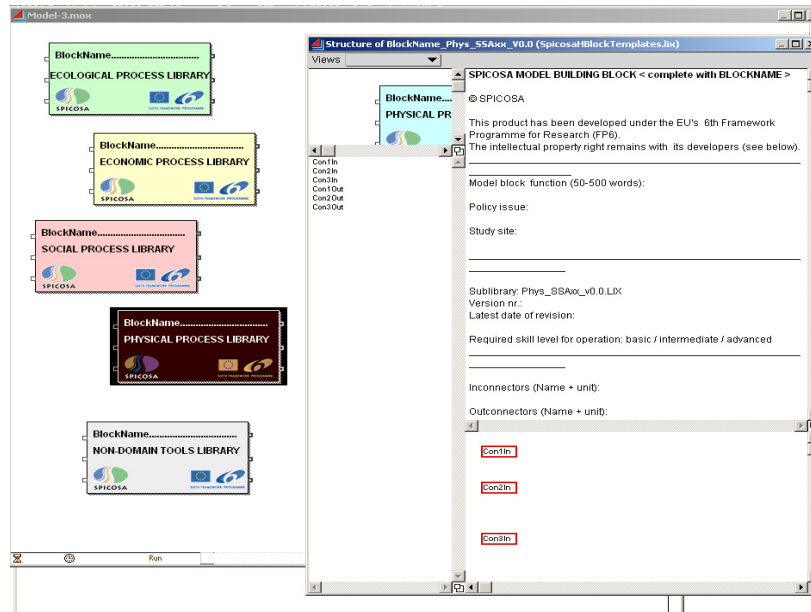 Model-3.mox
BlockName..................................
ECOLOGICAL PROCESS LIBRARY
SPICOSA
BlockName..................................
ECONOMIC PROCESS LIBRARY
SPICOSA
BlockName..................................
SOCIAL PROCESS LIBRARY
SPICOSA
BlockName..................................
PHYSICAL PROCESS LIBRARY
SPICOSA
BlockName..................................
NON-DOMAIN TOOLS LIBRARY
SPICOSA
Run
Structure of BlockName_Phys_SSAxx_V0.0 (SpicosaHBlockTemplates.lix)
Views
BlockName....
PHYSICAL PR
Con1In
Con2In
Con3In
Con1Out
Con2Out
Con3Out
SPICOSA MODEL BUILDING BLOCK < complete with BLOCKNAME >
© SPICOSA
This product has been developed under the EU's 6th Framework
Programme for Research (FP6).
The intellectual property right remains with its developers (see below).
Model block function (50-500 words):
Policy issue:
Study site:
Sublibrary: Phys_SSAxx_v0.0.LIX
Version nr.:
Latest date of revision:
Required skill level for operation: basic / intermediate / advanced
Inconnectors (Name + unit):
Outconnectors (Name + unit):
Con1In
Con2In
Con3In